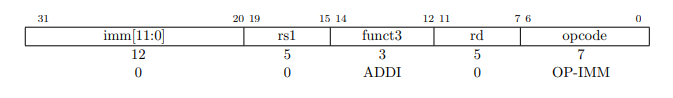 31 20 19 15 14 12 11 7 6 0
imm[11:0] rs1 funct3 rd opcode
12 5 3 5 7
0 0 ADDI 0 OP-IMM